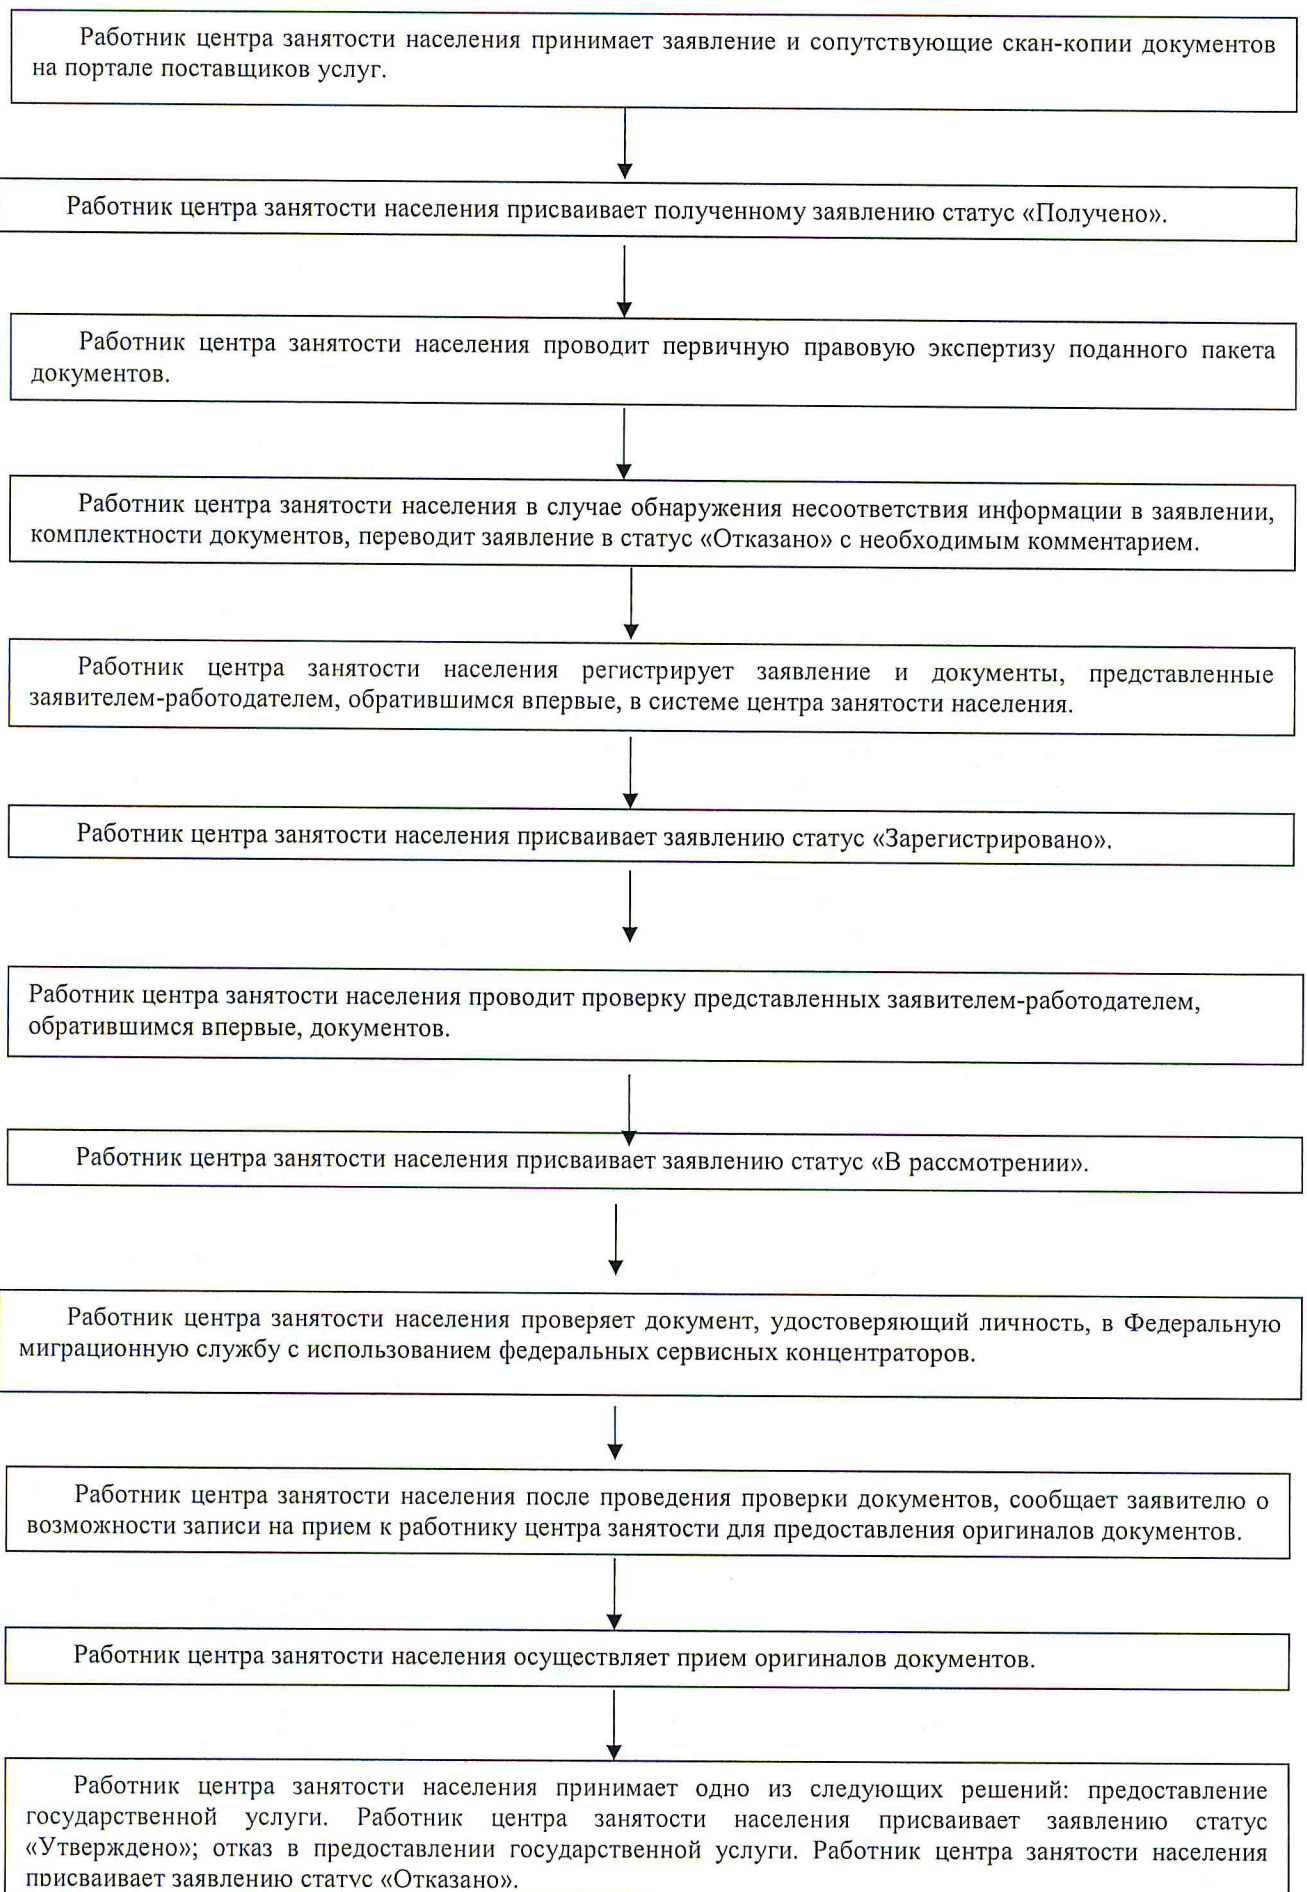 Работник центра занятости населения принимает заявление и сопутствующие скан-копии документов
на портале поставщиков услуг.
Работник центра занятости населения присваивает полученному заявлению статус «Получено».
Работник центра занятости населения проводит первичную правовую экспертизу поданного пакета
документов.
Работник центра занятости населения в случае обнаружения несоответствия информации в заявлении,
комплектности документов, переводит заявление в статус «Отказано» с необходимым комментарием.
Работник центра занятости населения регистрирует заявление и документы, представленные
заявителем-работодателем, обратившимся впервые, в системе центра занятости населения.
Работник центра занятости населения присваивает заявлению статус «Зарегистрировано».
Работник центра занятости населения проводит проверку представленных заявителем-работодателем,
обратившимся впервые, документов.
Работник центра занятости населения присваивает заявлению статус «В рассмотрении».
Работник центра занятости населения проверяет документ, удостоверяющий личность, в Федеральную
миграционную службу с использованием федеральных сервисных концентраторов.
Работник центра занятости населения после проведения проверки документов, сообщает заявителю о
возможности записи на прием к работнику центра занятости для предоставления оригиналов документов.
Работник центра занятости населения осуществляет прием оригиналов документов.
Работник центра занятости населения принимает одно из следующих решений: предоставление
государственной услуги. Работник центра занятости населения присваивает заявлению статус
«Утверждено»; отказ в предоставлении государственной услуги. Работник центра занятости населения
присваивает заявлению статус «Отказано».